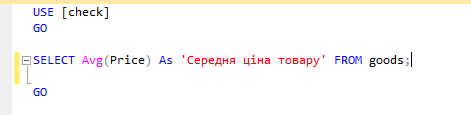 USE [check]
GO
SELECT Avg(Price) As 'Середня ціна товару' FROM goods;
GO